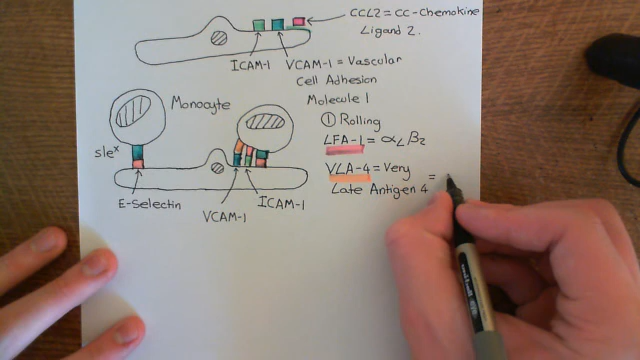 CCL2 = CC-Chemokine
Ligand 2.
ICAM-1
VCAM-1 = Vascular
Cell Adhesion
Molecule 1
Monocyte
① Rolling
LFA-1 = αLβ2
sleˣ
VLA-4 = Very
Late Antigen 4
=
E-Selectin
VCAM-1
ICAM-1